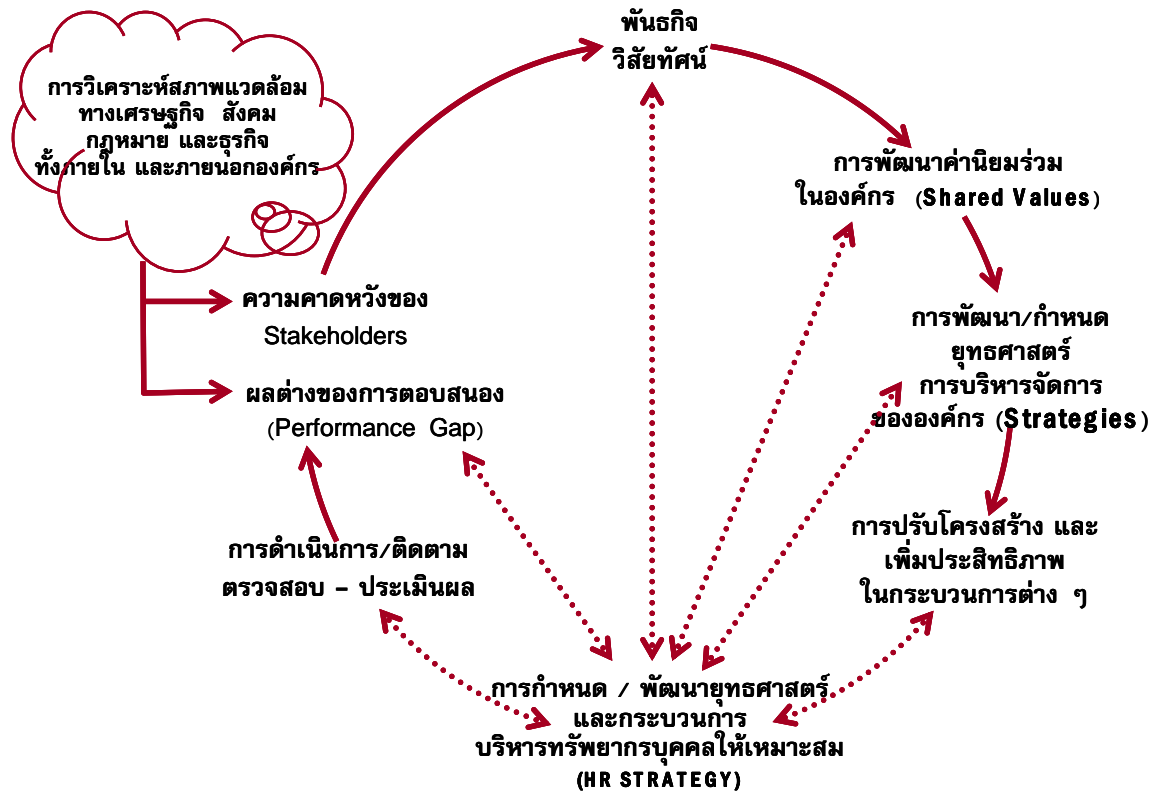 พันธกิจ
วิสัยทัศน์
การวิเคราะห์สภาพแวดล้อม
ทางเศรษฐกิจ สังคม
กฎหมาย และธุรกิจ
ทั้งภายใน และภายนอกองค์กร
การพัฒนาค่านิยมร่วม
ในองค์กร (Shared Values)
ความคาดหวังของ
Stakeholders
การพัฒนา/กำหนด
ยุทธศาสตร์
การบริหารจัดการ
ขององค์กร (Strategies)
ผลต่างของการตอบสนอง
(Performance Gap)
การปรับโครงสร้าง และ
เพิ่มประสิทธิภาพ
ในกระบวนการต่าง ๆ
การดำเนินการ/ติดตาม
ตรวจสอบ – ประเมินผล
การกำหนด / พัฒนายุทธศาสตร์
และกระบวนการ
บริหารทรัพยากรบุคคลให้เหมาะสม
(HR STRATEGY)